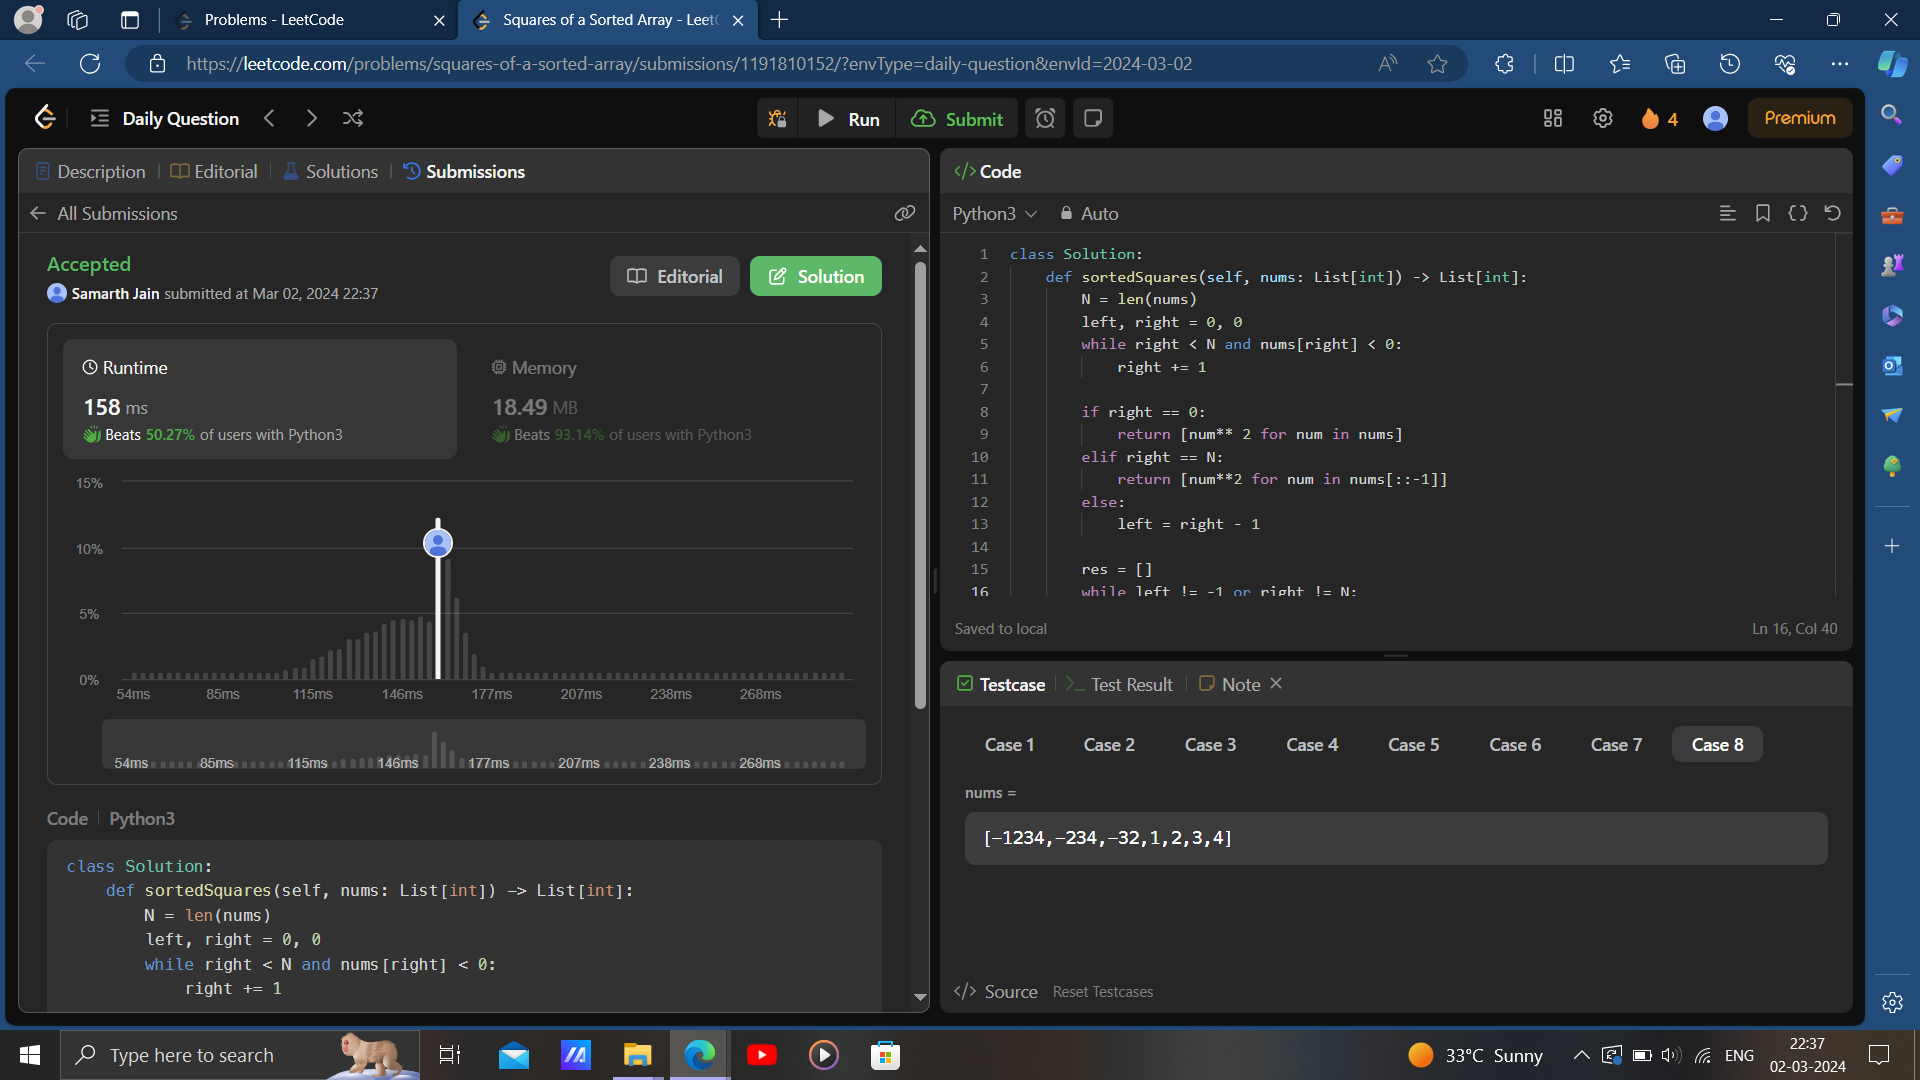 Problems - LeetCode
Squares of a Sorted Array - LeetC
https://leetcode.com/problems/squares-of-a-sorted-array/submissions/1191810152/?envType=daily-question&envId=2024-03-02
Daily Question
Run
Submit
4
Premium
Description
Editorial
Solutions
Submissions
All Submissions
Accepted
Samarth Jain submitted at Mar 02, 2024 22:37
Editorial
Solution
Runtime
158 ms
Beats 50.27% of users with Python3
Memory
18.49 MB
Beats 93.14% of users with Python3
15%
10%
5%
0%
54ms 85ms 115ms 146ms 177ms 207ms 238ms 268ms
54ms 85ms 115ms 146ms 177ms 207ms 238ms 268ms
Code | Python3
class Solution:
    def sortedSquares(self, nums: List[int]) -> List[int]:
        N = len(nums)
        left, right = 0, 0
        while right < N and nums[right] < 0:
            right += 1
</> Code
Python3
Auto
1 class Solution:
2     def sortedSquares(self, nums: List[int]) -> List[int]:
3         N = len(nums)
4         left, right = 0, 0
5         while right < N and nums[right] < 0:
6             right += 1
7
8         if right == 0:
9             return [num** 2 for num in nums]
10         elif right == N:
11             return [num**2 for num in nums[::-1]]
12         else:
13             left = right - 1
14
15         res = []
16         while left != -1 or right != N:
Saved to local
Ln 16, Col 40
Testcase
Test Result
Note
Case 1
Case 2
Case 3
Case 4
Case 5
Case 6
Case 7
Case 8
nums =
[-1234,-234,-32,1,2,3,4]
</> Source
Reset Testcases
Type here to search
33°C Sunny
ENG
22:37
02-03-2024